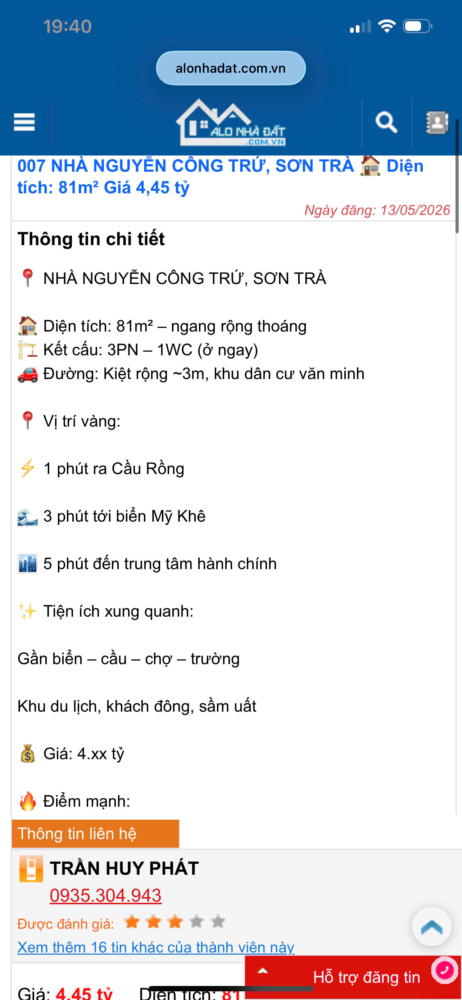 19:40
alonhadat.com.vn
ALO NHÀ ĐẤT
.COM.VN
007 NHÀ NGUYỄN CÔNG TRỨ, SƠN TRÀ 🏠 Diện
tích: 81m² Giá 4,45 tỷ
Ngày đăng: 13/05/2026
Thông tin chi tiết
📍 NHÀ NGUYỄN CÔNG TRỨ, SƠN TRÀ
🏠 Diện tích: 81m² – ngang rộng thoáng
🏗 Kết cấu: 3PN – 1WC (ở ngay)
🚗 Đường: Kiệt rộng ~3m, khu dân cư văn minh
📍 Vị trí vàng:
⚡ 1 phút ra Cầu Rồng
🌊 3 phút tới biển Mỹ Khê
🏙 5 phút đến trung tâm hành chính
✨ Tiện ích xung quanh:
Gần biển – cầu – chợ – trường
Khu du lịch, khách đông, sầm uất
💰 Giá: 4.xx tỷ
🔥 Điểm mạnh:
Thông tin liên hệ
TRẦN HUY PHÁT
0935.304.943
Được đánh giá:
Xem thêm 16 tin khác của thành viên này
Hỗ trợ đăng tin
Giá: 4,45 tỷ Diện tích: 81